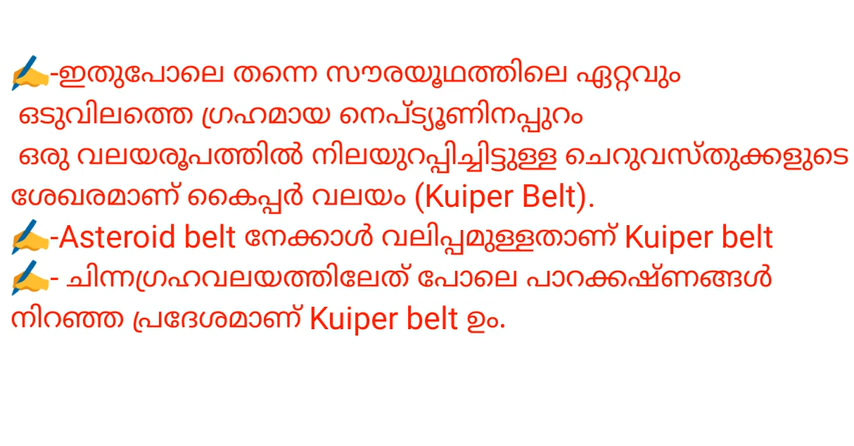 ✍️-ഇതുപോലെ തന്നെ സൗരയൂഥത്തിലെ ഏറ്റവും
ഒടുവിലത്തെ ഗ്രഹമായ നെപ്ട്യൂണിനപ്പുറം
ഒരു വലയരൂപത്തിൽ നിലയുറപ്പിച്ചിട്ടുള്ള ചെറുവസ്തുക്കളുടെ
ശേഖരമാണ് കൈപ്പർ വലയം (Kuiper Belt).
✍️-Asteroid belt നേക്കാൾ വലിപ്പമുള്ളതാണ് Kuiper belt
✍️- ചിന്നഗ്രഹവലയത്തിലേത് പോലെ പാറക്കഷ്ണങ്ങൾ
നിറഞ്ഞ പ്രദേശമാണ് Kuiper belt ഉം.